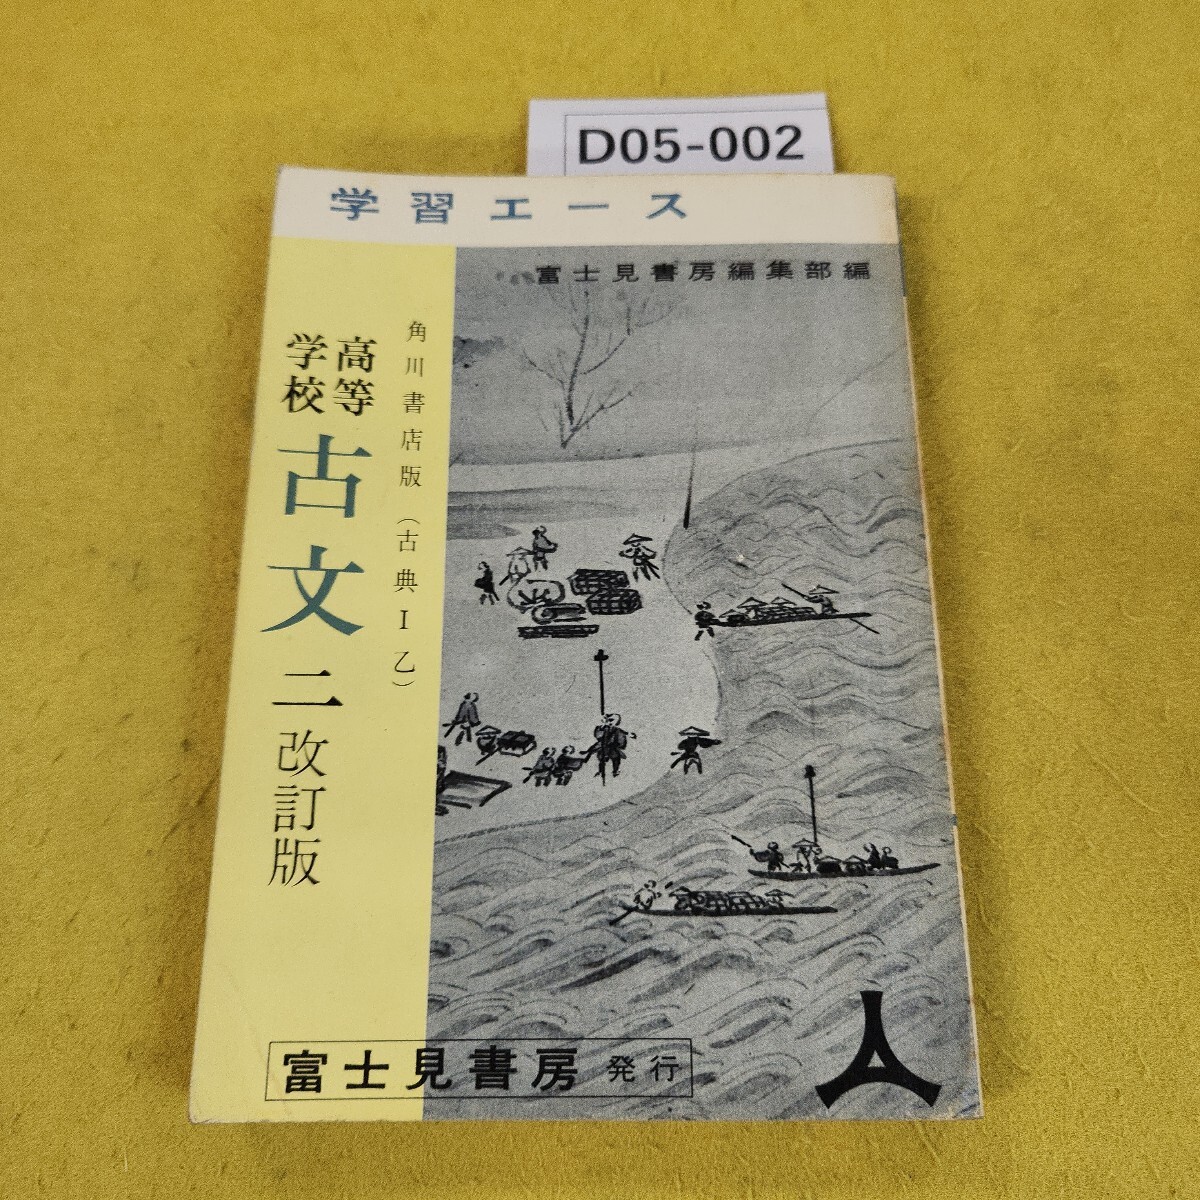 D05-002
学習エース
富士見書房編集部編
角川書店版（古典Ⅰ乙）
高等
学校
古文二改訂版
富士見書房 発行